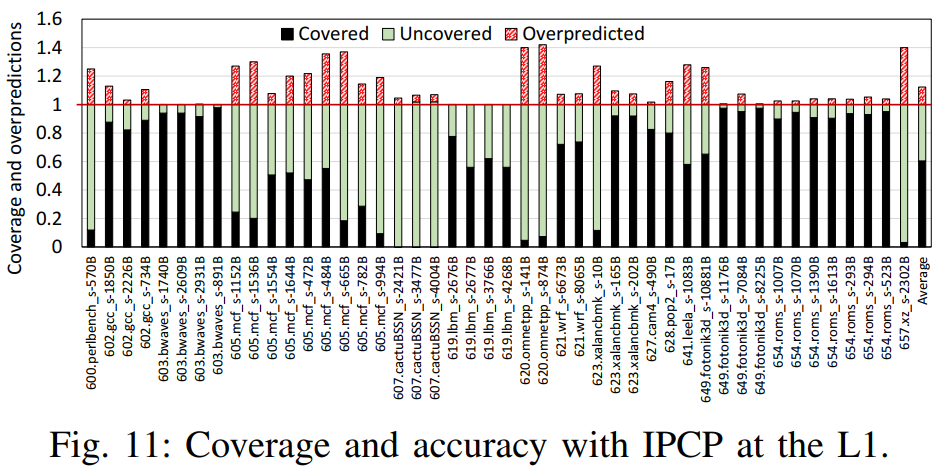 Coverage and overpredictions
1.6
1.4
1.2
1
0.8
0.6
0.4
0.2
0
Covered Uncovered Overpredicted
600.perlbench_s-570B
602.gcc_s-1850B
602.gcc_s-2226B
602.gcc_s-734B
603.bwaves_s-1740B
603.bwaves_s-2609B
603.bwaves_s-2931B
603.bwaves_s-891B
605.mcf_s-1152B
605.mcf_s-1536B
605.mcf_s-1554B
605.mcf_s-1644B
605.mcf_s-472B
605.mcf_s-484B
605.mcf_s-665B
605.mcf_s-782B
605.mcf_s-994B
607.cactuBSSN_s-2421B
607.cactuBSSN_s-3477B
607.cactuBSSN_s-4004B
619.lbm_s-2676B
619.lbm_s-2677B
619.lbm_s-3766B
619.lbm_s-4268B
620.omnetpp_s-141B
620.omnetpp_s-874B
621.wrf_s-6673B
621.wrf_s-8065B
623.xalancbmk_s-10B
623.xalancbmk_s-165B
623.xalancbmk_s-202B
627.cam4_s-490B
628.pop2_s-17B
641.leela_s-1083B
649.fotonik3d_s-10881B
649.fotonik3d_s-1176B
649.fotonik3d_s-7084B
649.fotonik3d_s-8225B
654.roms_s-1007B
654.roms_s-1070B
654.roms_s-1390B
654.roms_s-1613B
654.roms_s-293B
654.roms_s-294B
654.roms_s-523B
657.xz_s-2302B
Average
Fig. 11: Coverage and accuracy with IPCP at the L1.